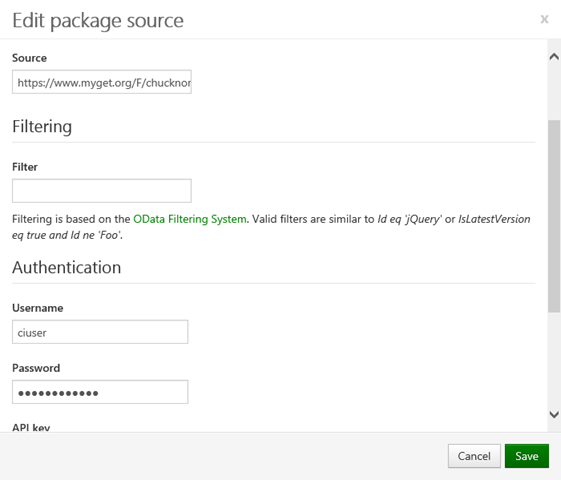 Edit package source
x
Source
https://www.myget.org/F/chucknor
Filtering
Filter
Filtering is based on the OData Filtering System. Valid filters are similar to Id eq 'jQuery' or IsLatestVersion
eq true and Id ne 'Foo'.
Authentication
Username
ciuser
Password
••••••••••••
API key
Cancel
Save